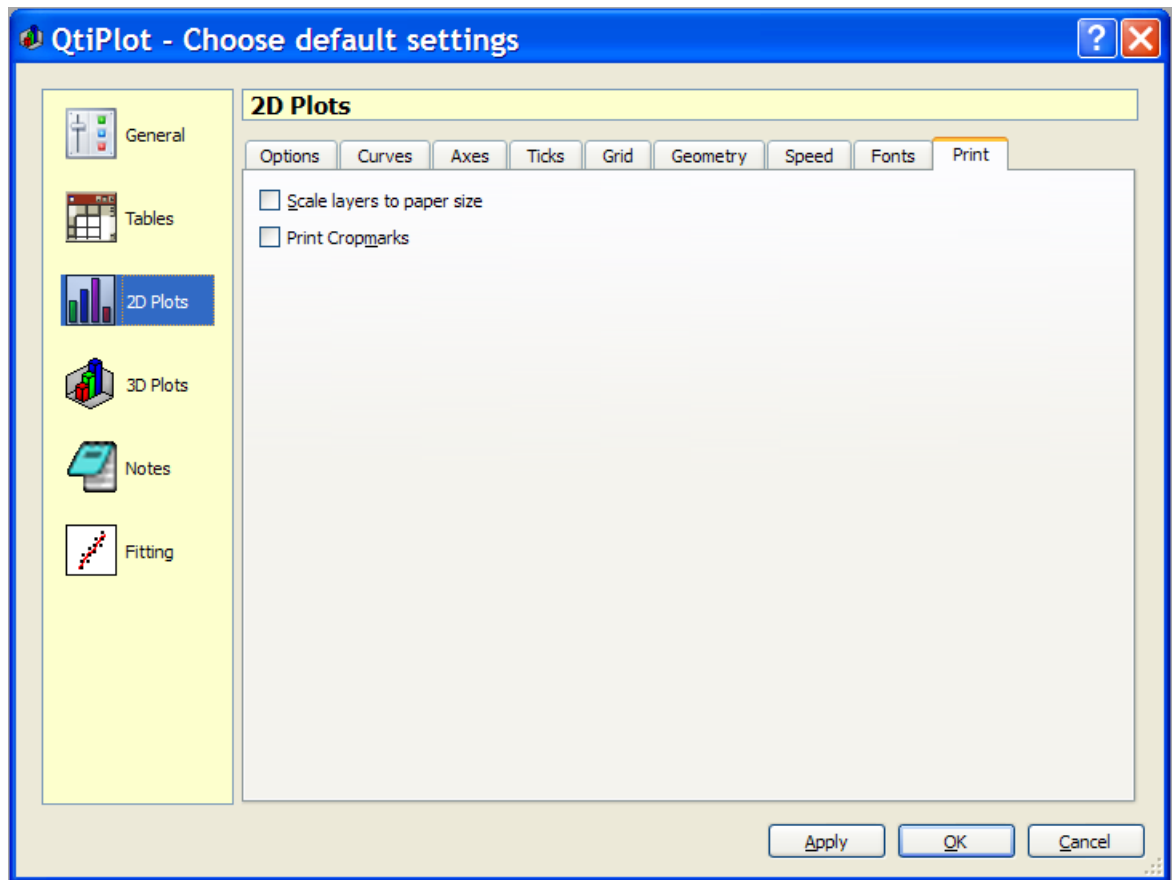 QtiPlot - Choose default settings
General
Tables
2D Plots
3D Plots
Notes
Fitting
2D Plots
Options Curves Axes Ticks Grid Geometry Speed Fonts Print
Scale layers to paper size
Print Cropmarks
Apply OK Cancel